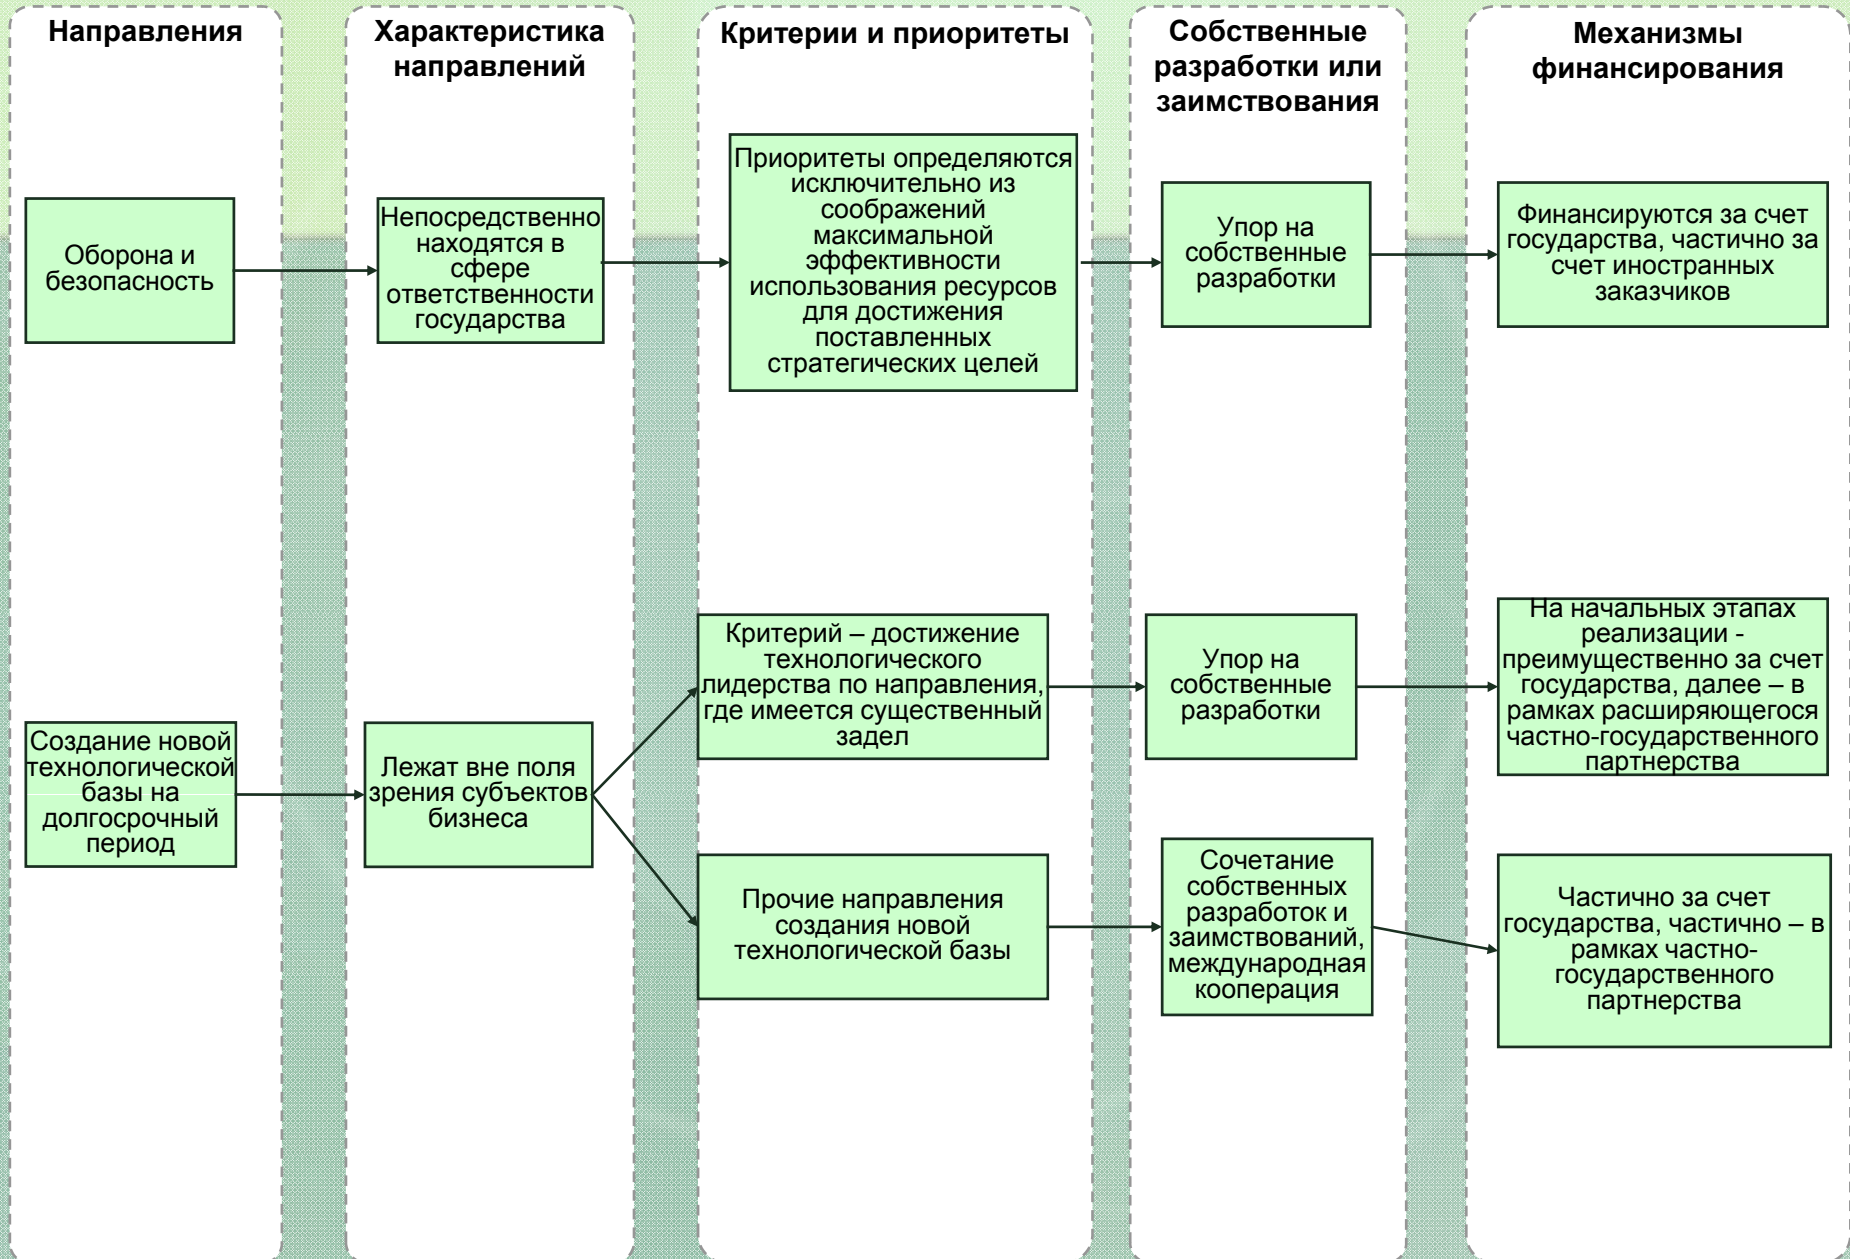 Направления
Характеристика
направлений
Критерии и приоритеты
Собственные
разработки или
заимствования
Механизмы
финансирования
Оборона и
безопасность
Непосредственно
находятся в
сфере
ответственности
государства
Приоритеты определяются
исключительно из
соображений
максимальной
эффективности
использования ресурсов
для достижения
поставленных
стратегических целей
Упор на
собственные
разработки
Финансируются за счет
государства, частично за
счет иностранных
заказчиков
Создание новой
технологической
базы на
долгосрочный
период
Лежат вне поля
зрения субъектов
бизнеса
Критерий – достижение
технологического
лидерства по направления,
где имеется существенный
задел
Упор на
собственные
разработки
На начальных этапах
реализации -
преимущественно за счет
государства, далее – в
рамках расширяющегося
частно-государственного
партнерства
Прочие направления
создания новой
технологической базы
Сочетание
собственных
разработок и
заимствований,
международная
кооперация
Частично за счет
государства, частично – в
рамках частно-
государственного
партнерства